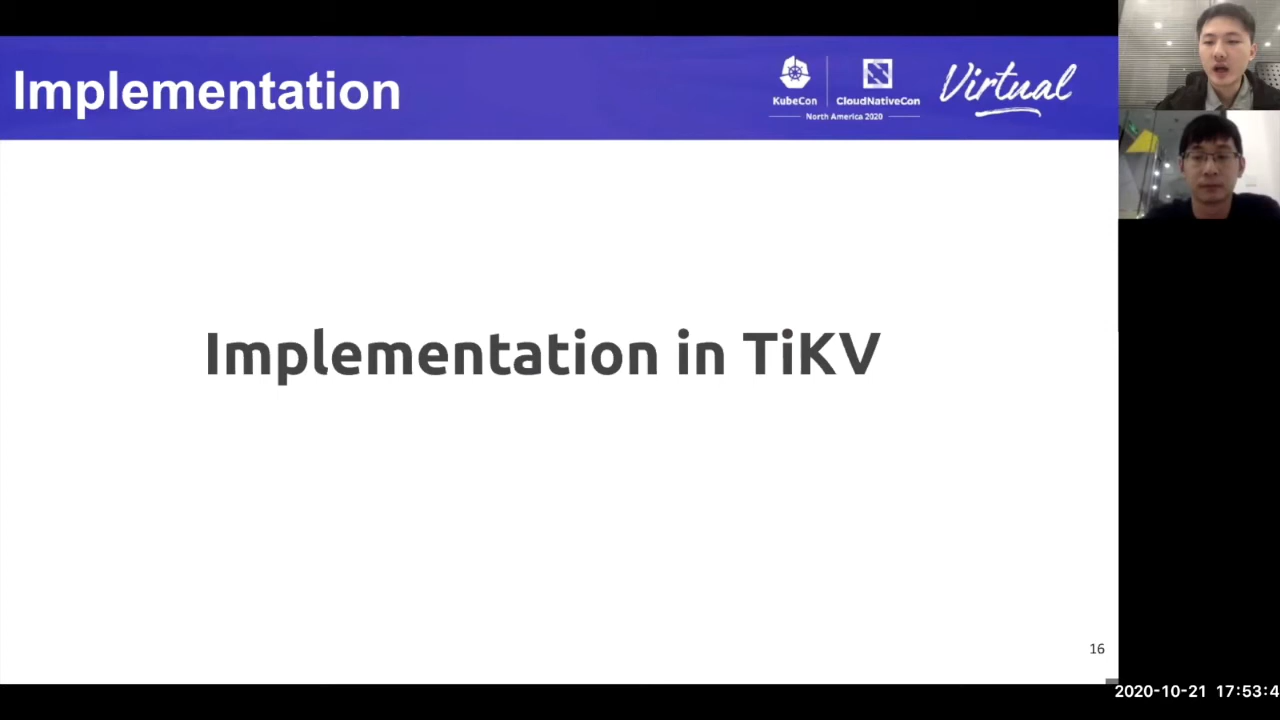 Implementation
KubeCon
CloudNativeCon
North America 2020
Virtual
Implementation in TiKV
16
2020-10-21 17:53:4